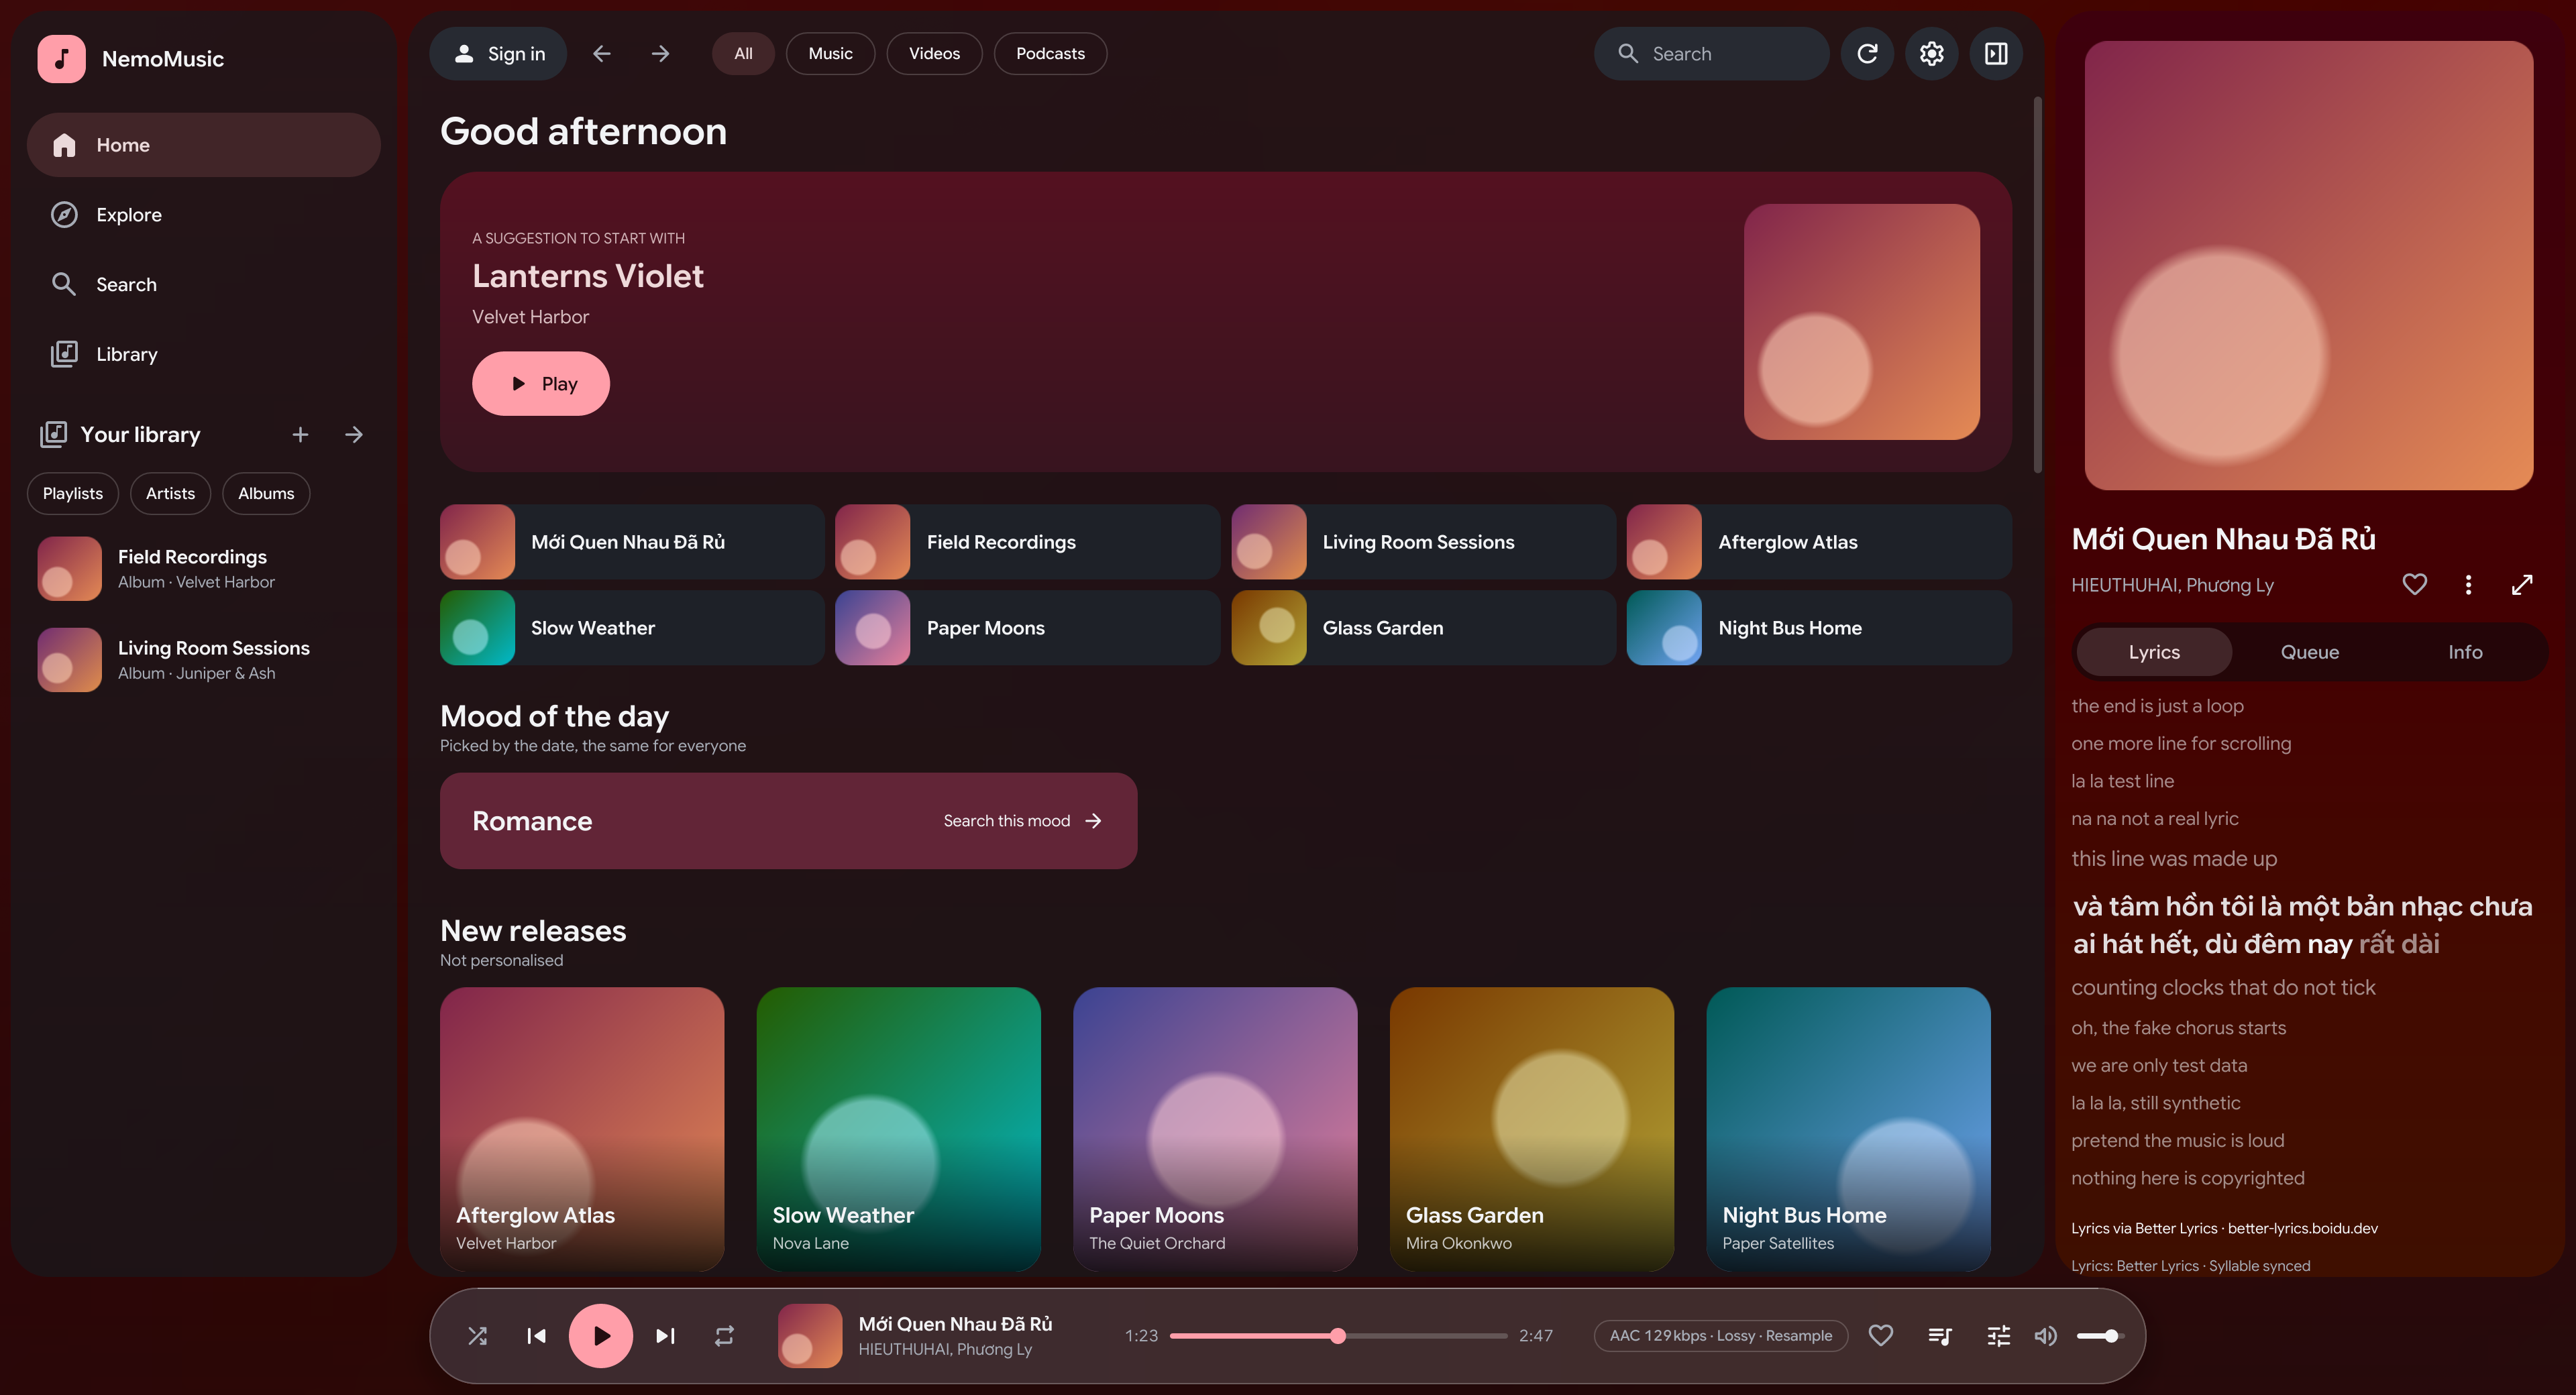 NemoMusic
Home
Explore
Search
Library
Your library
Playlists
Artists
Albums
Field Recordings
Album · Velvet Harbor
Living Room Sessions
Album · Juniper & Ash
Sign in
All
Music
Videos
Podcasts
Search
Good afternoon
A SUGGESTION TO START WITH
Lanterns Violet
Velvet Harbor
Play
Mới Quen Nhau Đã Rủ
Field Recordings
Living Room Sessions
Afterglow Atlas
Slow Weather
Paper Moons
Glass Garden
Night Bus Home
Mood of the day
Picked by the date, the same for everyone
Romance
Search this mood
New releases
Not personalised
Afterglow Atlas
Velvet Harbor
Slow Weather
Nova Lane
Paper Moons
The Quiet Orchard
Glass Garden
Mira Okonkwo
Night Bus Home
Paper Satellites
Mới Quen Nhau Đã Rủ
HIEUTHUHAI, Phương Ly
Lyrics
Queue
Info
the end is just a loop
one more line for scrolling
la la test line
na na not a real lyric
this line was made up
và tâm hồn tôi là một bản nhạc chưa
ai hát hết, dù đêm nay rất dài
counting clocks that do not tick
oh, the fake chorus starts
we are only test data
la la la, still synthetic
pretend the music is loud
nothing here is copyrighted
Lyrics via Better Lyrics · better-lyrics.boidu.dev
Lyrics: Better Lyrics · Syllable synced
Mới Quen Nhau Đã Rủ
HIEUTHUHAI, Phương Ly
1:23
2:47
AAC 129 kbps · Lossy · Resample